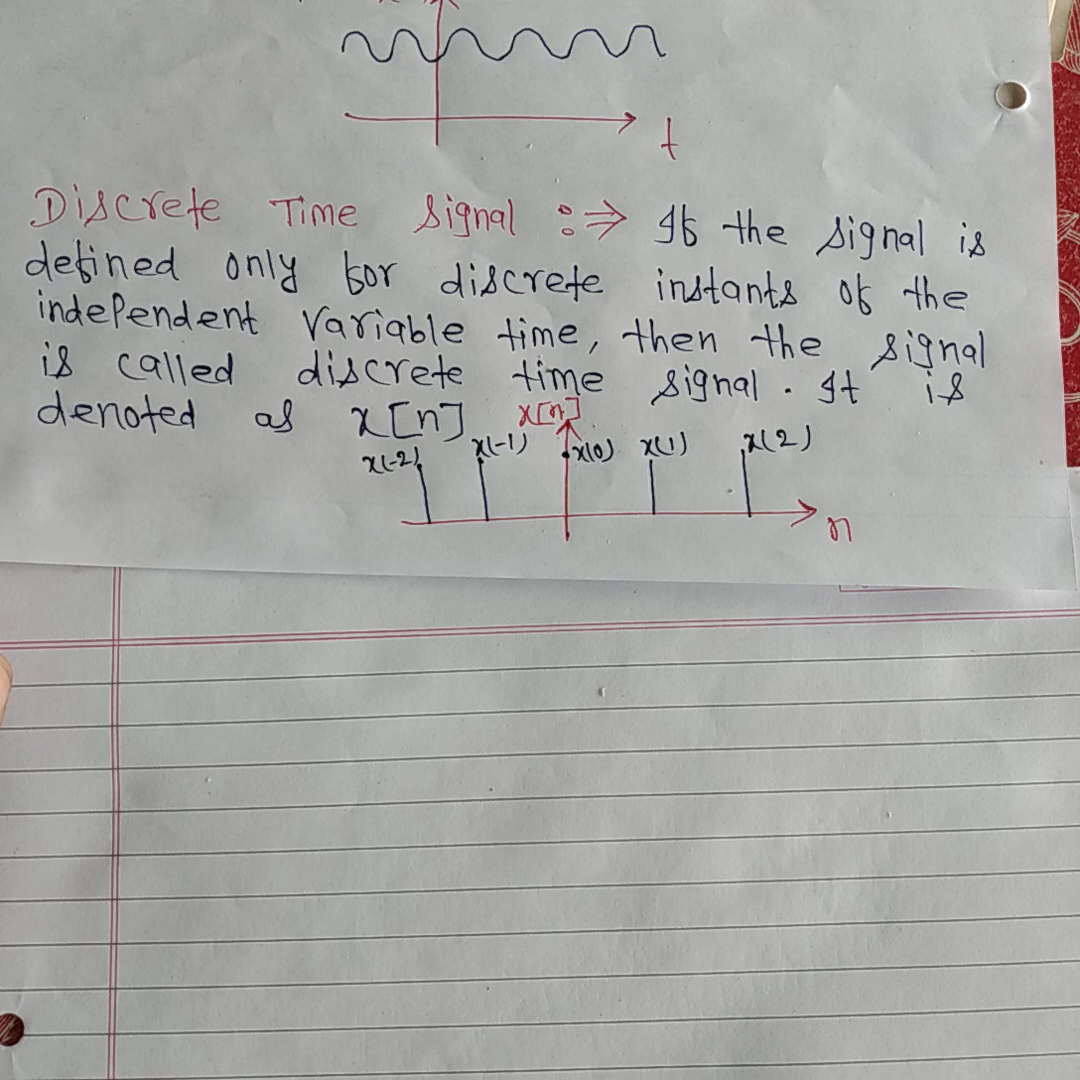 t
Discrete Time Signal :⇒ If the signal is
defined only for discrete instants of the
independent variable time, then the signal
is called discrete time signal. It is
denoted as x[n] x[n]
x(-2) x(-1) x(0) x(1) x(2)
n